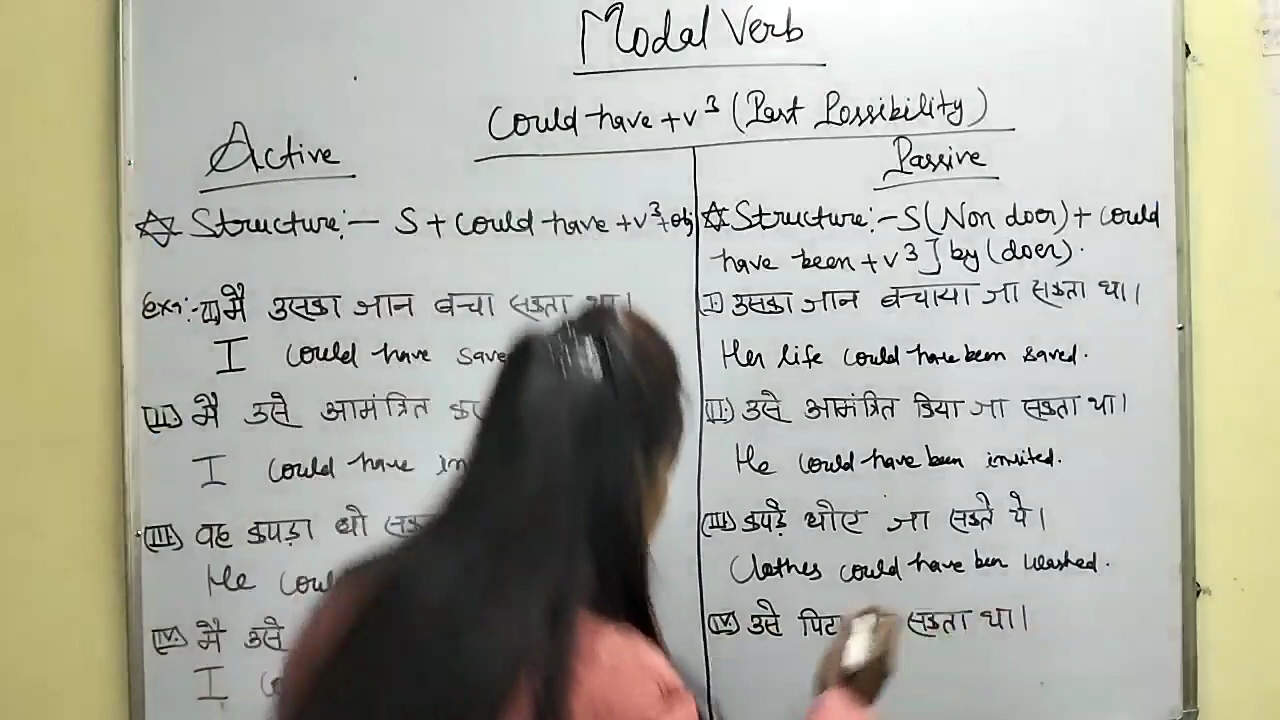 Modal Verb
Could have + v³ (Past Possibility)
Active
☆ Structure:- S + Could have + v³ + obj
Exa:- (I) मै उसका जान बचा सकता था।
I could have save
(II) मै उसे आमंत्रित
I could have in
(III) वह कपड़ा धो
He
(IV) मै उसे
I
Passive
☆ Structure:- S (Non doer) + could
have been + v³] by (doer).
(I) उसका जान बचाया जा सकता था।
Her life could have been saved.
(II) उसे आमंत्रित किया जा सकता था।
He could have been invited.
(III) कपड़े धोए जा सकते थे।
Clothes could have ben washed.
(IV) उसे पिट सकता था।